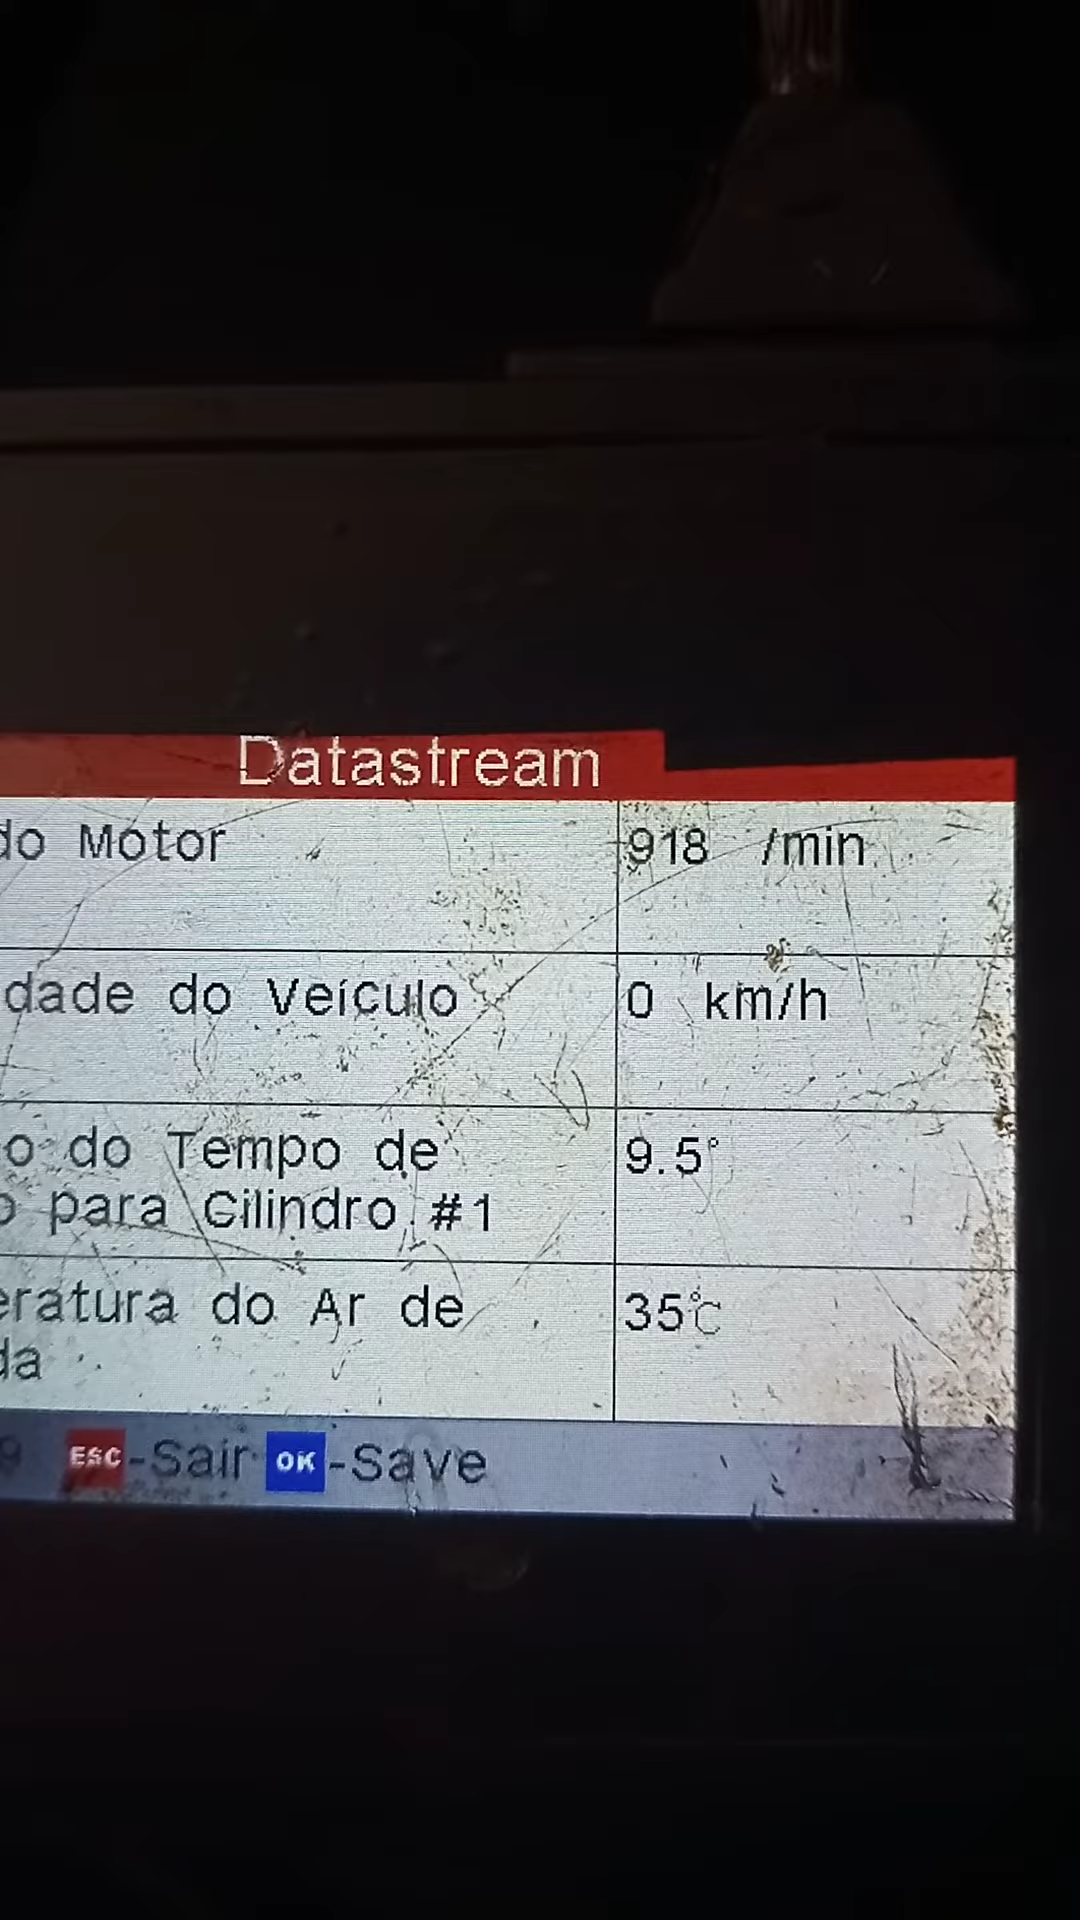 Datastream
do Motor 918 /min
dade do Veículo 0 km/h
o do Tempo de 9.5°
o para Cilindro #1
eratura do Ar de 35℃
da
9 ESC-Sair OK-Save